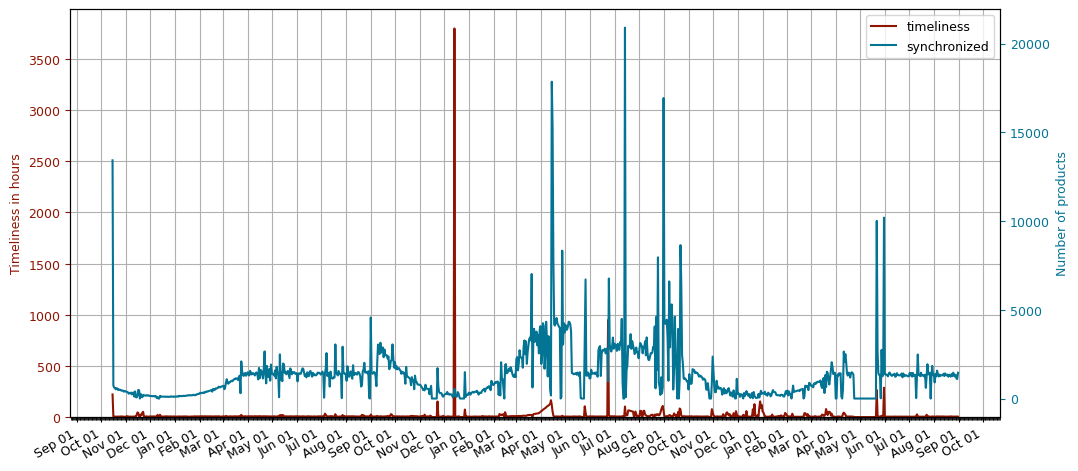 timeliness
synchronized
Timeliness in hours
3500
3000
2500
2000
1500
1000
500
0
Number of products
20000
15000
10000
5000
0
Sep 01 Oct 01 Nov 01 Dec 01 Jan 01 Feb 01 Mar 01 Apr 01 May 01 Jun 01 Jul 01 Aug 01 Sep 01 Oct 01 Nov 01 Dec 01 Jan 01 Feb 01 Mar 01 Apr 01 May 01 Jun 01 Jul 01 Aug 01 Sep 01 Oct 01 Nov 01 Dec 01 Jan 01 Feb 01 Mar 01 Apr 01 May 01 Jun 01 Jul 01 Aug 01 Sep 01 Oct 01